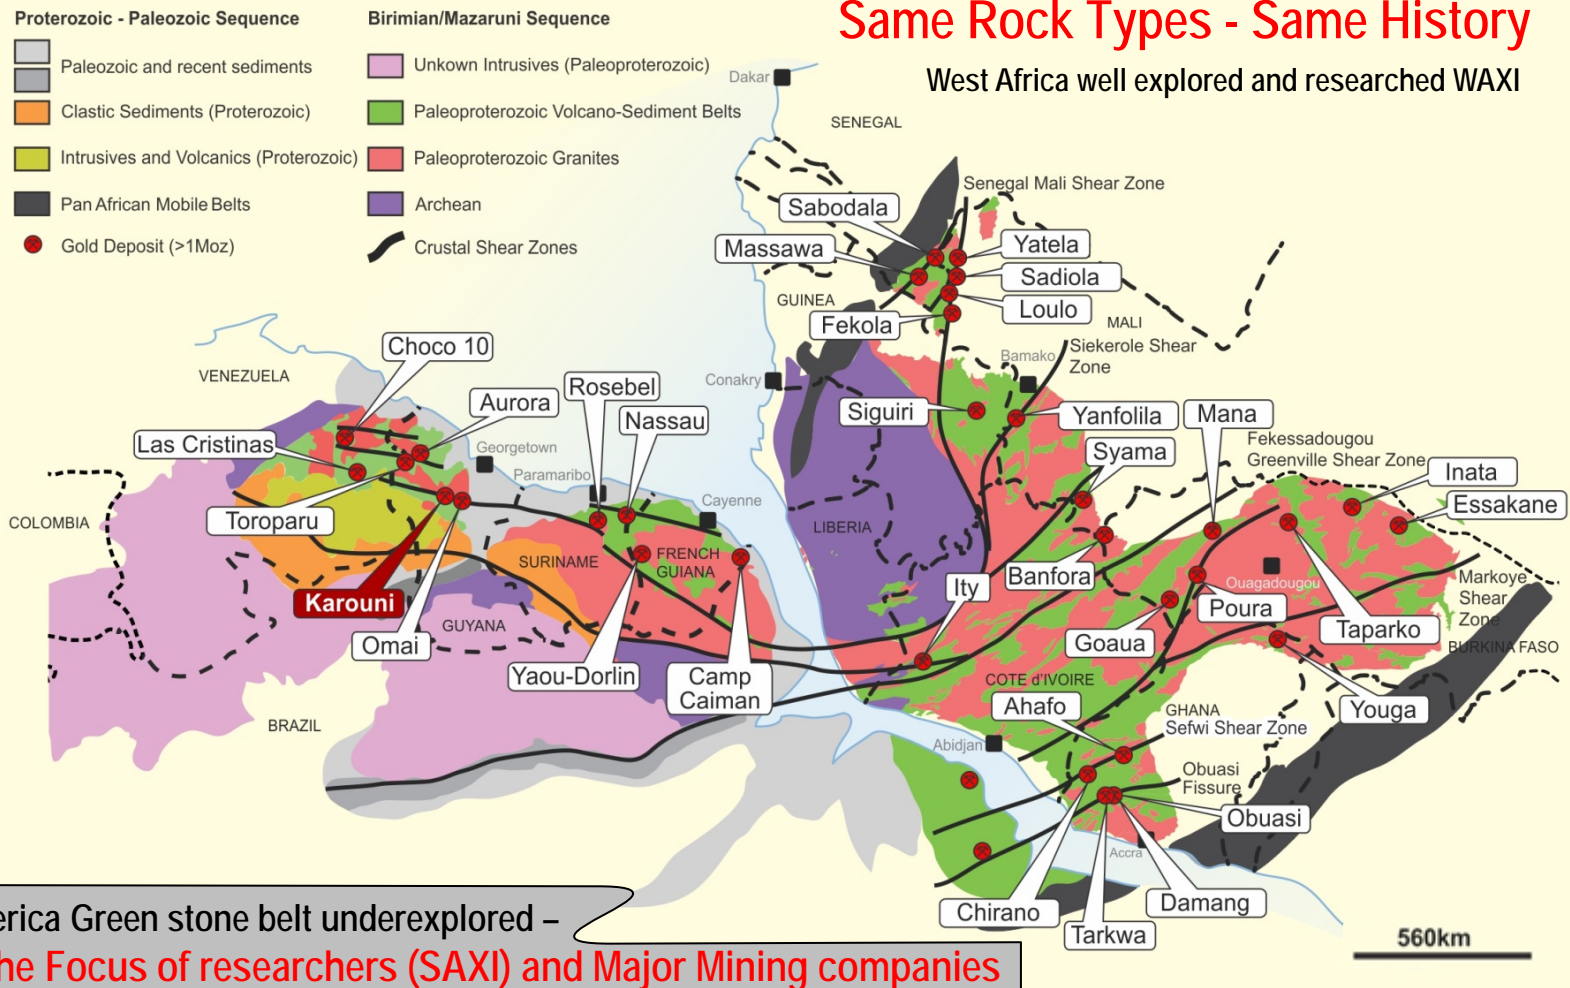 Proterozoic - Paleozoic Sequence
Paleozoic and recent sediments
Clastic Sediments (Proterozoic)
Intrusives and Volcanics (Proterozoic)
Pan African Mobile Belts
Gold Deposit (>1Moz)
Birimian/Mazaruni Sequence
Unkown Intrusives (Paleoproterozoic)
Paleoproterozoic Volcano-Sediment Belts
Paleoproterozoic Granites
Archean
Crustal Shear Zones
Same Rock Types - Same History
West Africa well explored and researched WAXI
Dakar
SENEGAL
Senegal Mali Shear Zone
Sabodala
Massawa
Yatela
Sadiola
Loulo
GUINEA
Fekola
MALI
Siekerole Shear
Zone
Bamako
Conakry
Siguiri
Yanfolila
Mana
Syama
Fekessadougou
Greenville Shear Zone
Inata
Essakane
VENEZUELA
Choco 10
Aurora
Rosebel
Nassau
Las Cristinas
Georgetown
Paramaribo
Cayenne
COLOMBIA
Toroparu
SURINAME
FRENCH
GUIANA
Karouni
GUYANA
Omai
Yaou-Dorlin
Camp
Caiman
BRAZIL
LIBERIA
Ity
Banfora
Ouagadougou
Poura
Goaua
Taparko
Markoye
Shear
Zone
BURKINA FASO
COTE d'IVOIRE
Ahafo
GHANA
Sefwi Shear Zone
Youga
Abidjan
Obuasi
Fissure
Obuasi
Accra
Chirano
Damang
Tarkwa
560km
erica Green stone belt underexplored –
he Focus of researchers (SAXI) and Major Mining companies